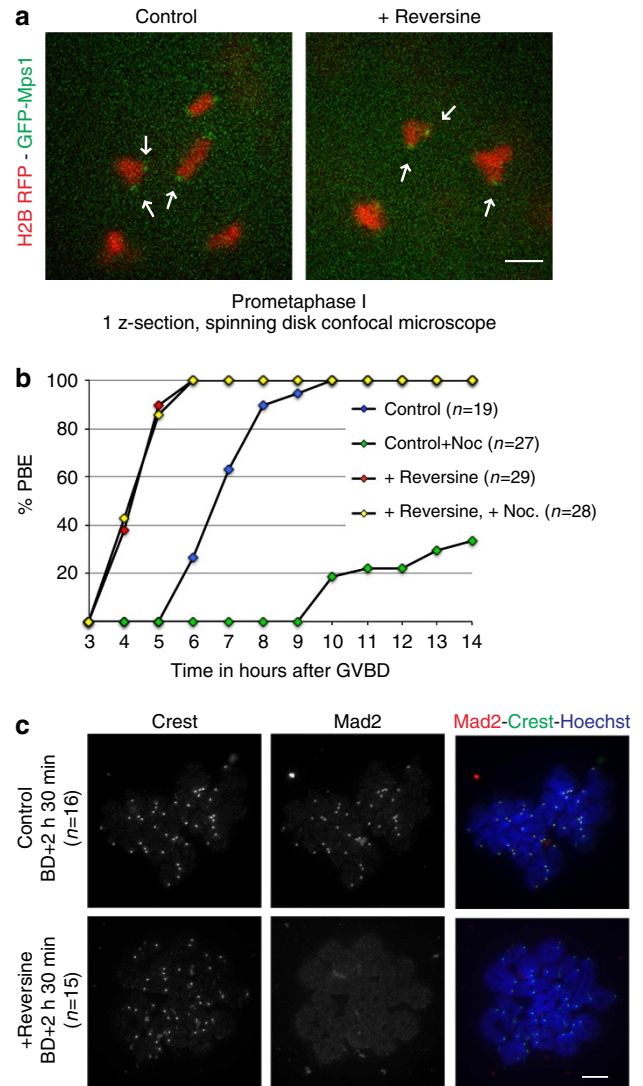 a
Control
+ Reversine
H2B RFP - GFP-Mps1
Prometaphase I
1 z-section, spinning disk confocal microscope
b
% PBE
100
80
60
40
20
Control (n=19)
Control+Noc (n=27)
+ Reversine (n=29)
+ Reversine, + Noc. (n=28)
3 4 5 6 7 8 9 10 11 12 13 14
Time in hours after GVBD
c
Crest
Mad2
Mad2-Crest-Hoechst
Control
BD+2 h 30 min
(n=16)
+Reversine
BD+2 h 30 min
(n=15)